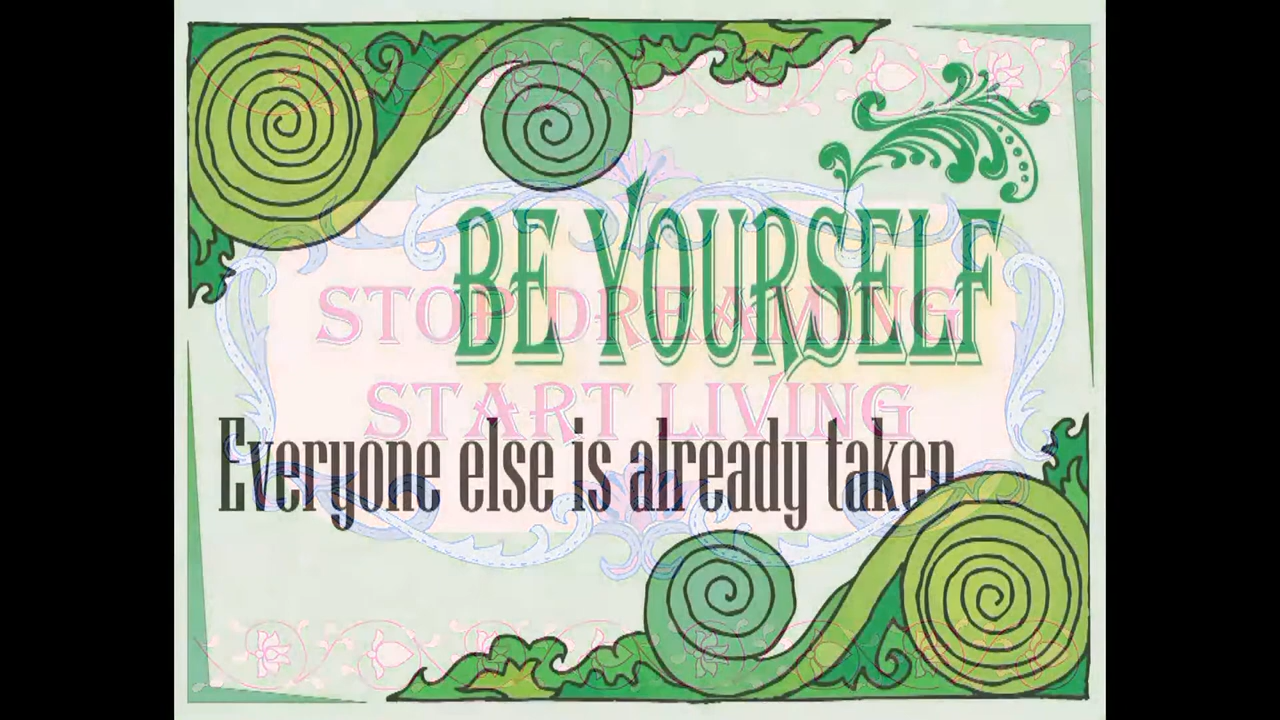 BE YOURSELF
STOP DREAMING
START LIVING
Everyone else is already taken